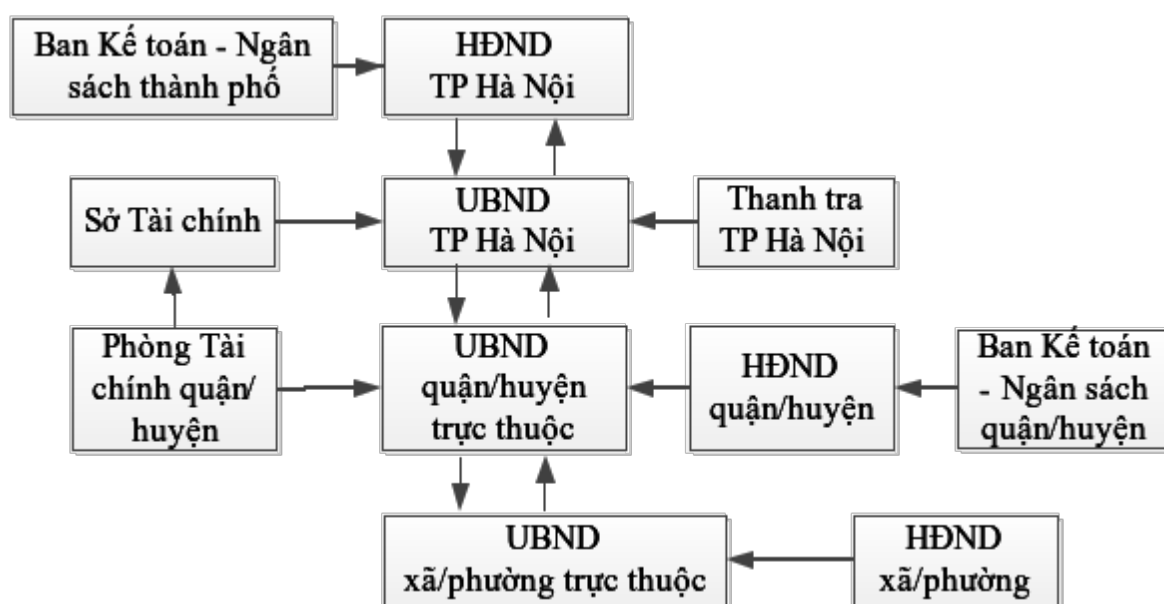 Ban Kế toán - Ngân
sách thành phố
HĐND
TP Hà Nội
Sở Tài chính
UBND
TP Hà Nội
Thanh tra
TP Hà Nội
Phòng Tài
chính quận/
huyện
UBND
quận/huyện
trực thuộc
HĐND
quận/huyện
Ban Kế toán
- Ngân sách
quận/huyện
UBND
xã/phường trực thuộc
HĐND
xã/phường